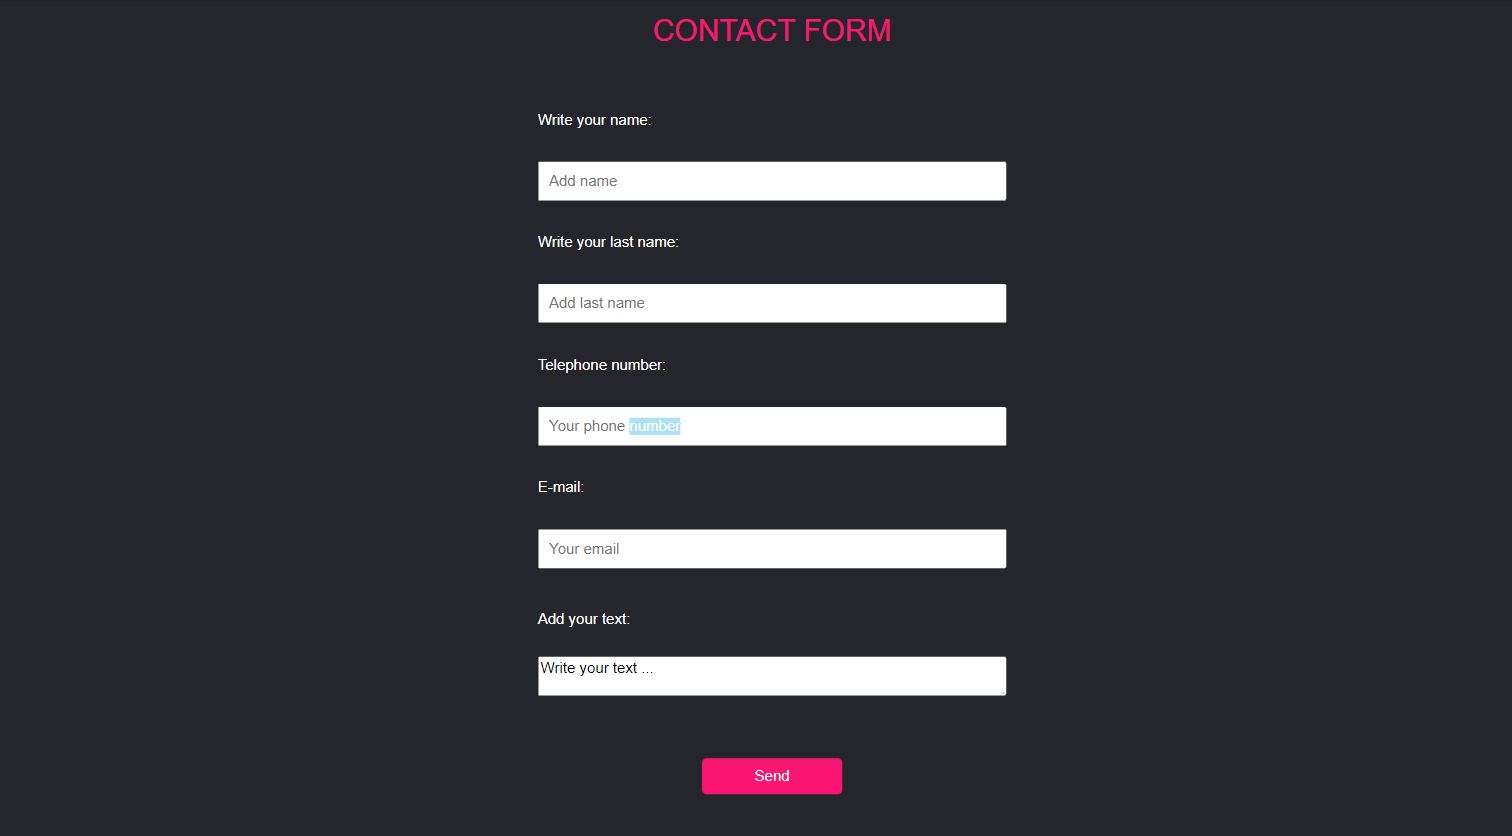 CONTACT FORM
Write your name:
Add name
Write your last name:
Add last name
Telephone number:
Your phone number
E-mail:
Your email
Add your text:
Write your text ...
Send